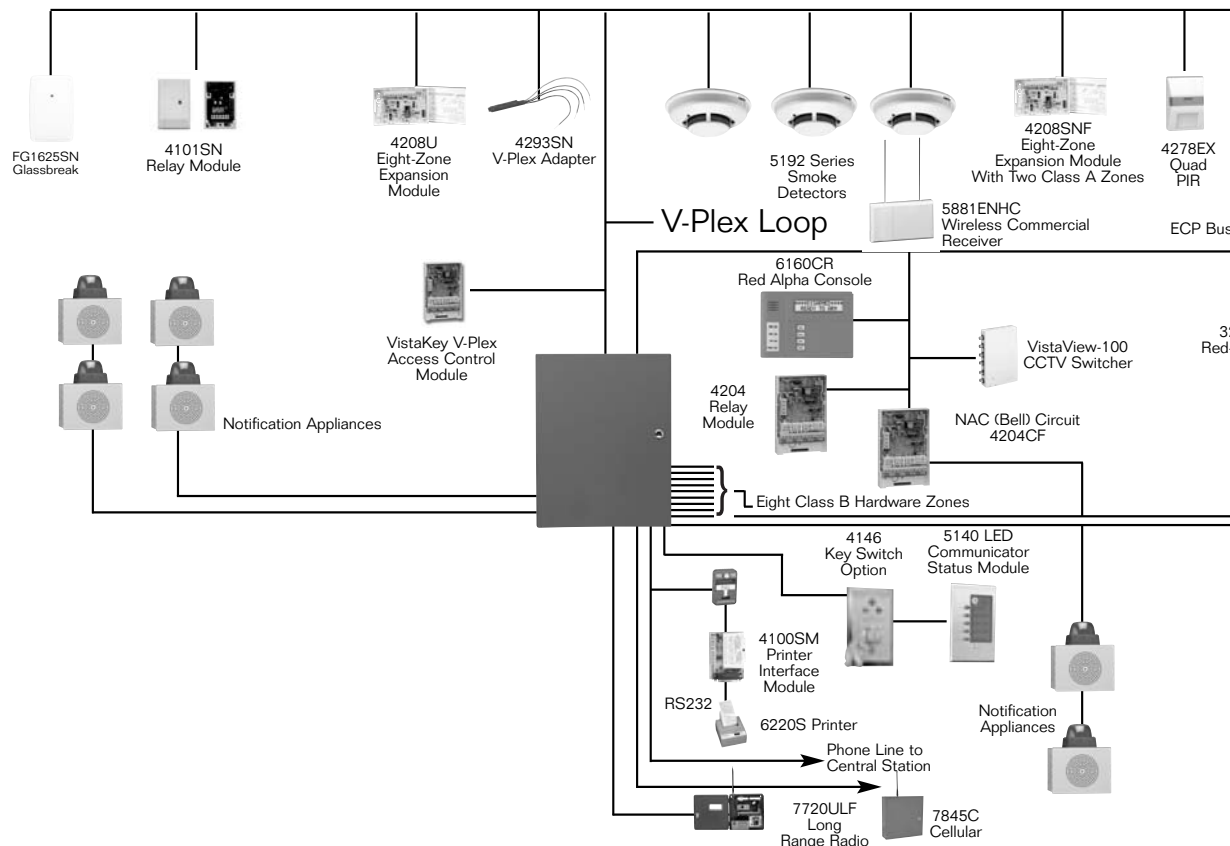 FG1625SN
Glassbreak
4101SN
Relay Module
4208U
Eight-Zone
Expansion
Module
4293SN
V-Plex Adapter
5192 Series
Smoke
Detectors
4208SNF
Eight-Zone
Expansion Module
With Two Class A Zones
4278EX
Quad
PIR
V-Plex Loop
5881ENHC
Wireless Commercial
Receiver
ECP Bus
6160CR
Red Alpha Console
VistaKey V-Plex
Access Control
Module
VistaView-100
CCTV Switcher
Red-
4204
Relay
Module
Notification Appliances
NAC (Bell) Circuit
4204CF
Eight Class B Hardware Zones
4146
Key Switch
Option
5140 LED
Communicator
Status Module
4100SM
Printer
Interface
Module
RS232
6220S Printer
Notification
Appliances
Phone Line to
Central Station
7720ULF
Long
Range Radio
7845C
Cellular